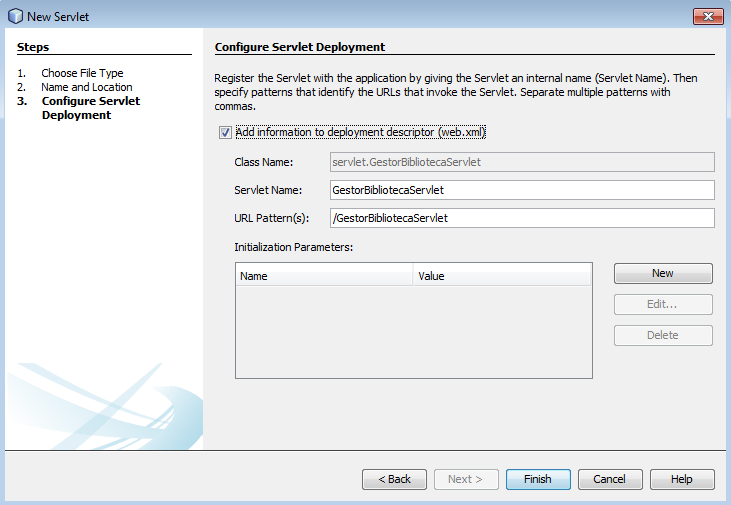 New Servlet
Steps
1. Choose File Type
2. Name and Location
3. Configure Servlet
Deployment
Configure Servlet Deployment
Register the Servlet with the application by giving the Servlet an internal name (Servlet Name). Then
specify patterns that identify the URLs that invoke the Servlet. Separate multiple patterns with
commas.
Add information to deployment descriptor (web.xml)
Class Name: servlet.GestorBibliotecaServlet
Servlet Name: GestorBibliotecaServlet
URL Pattern(s): /GestorBibliotecaServlet
Initialization Parameters:
Name Value
New
Edit...
Delete
< Back Next > Finish Cancel Help